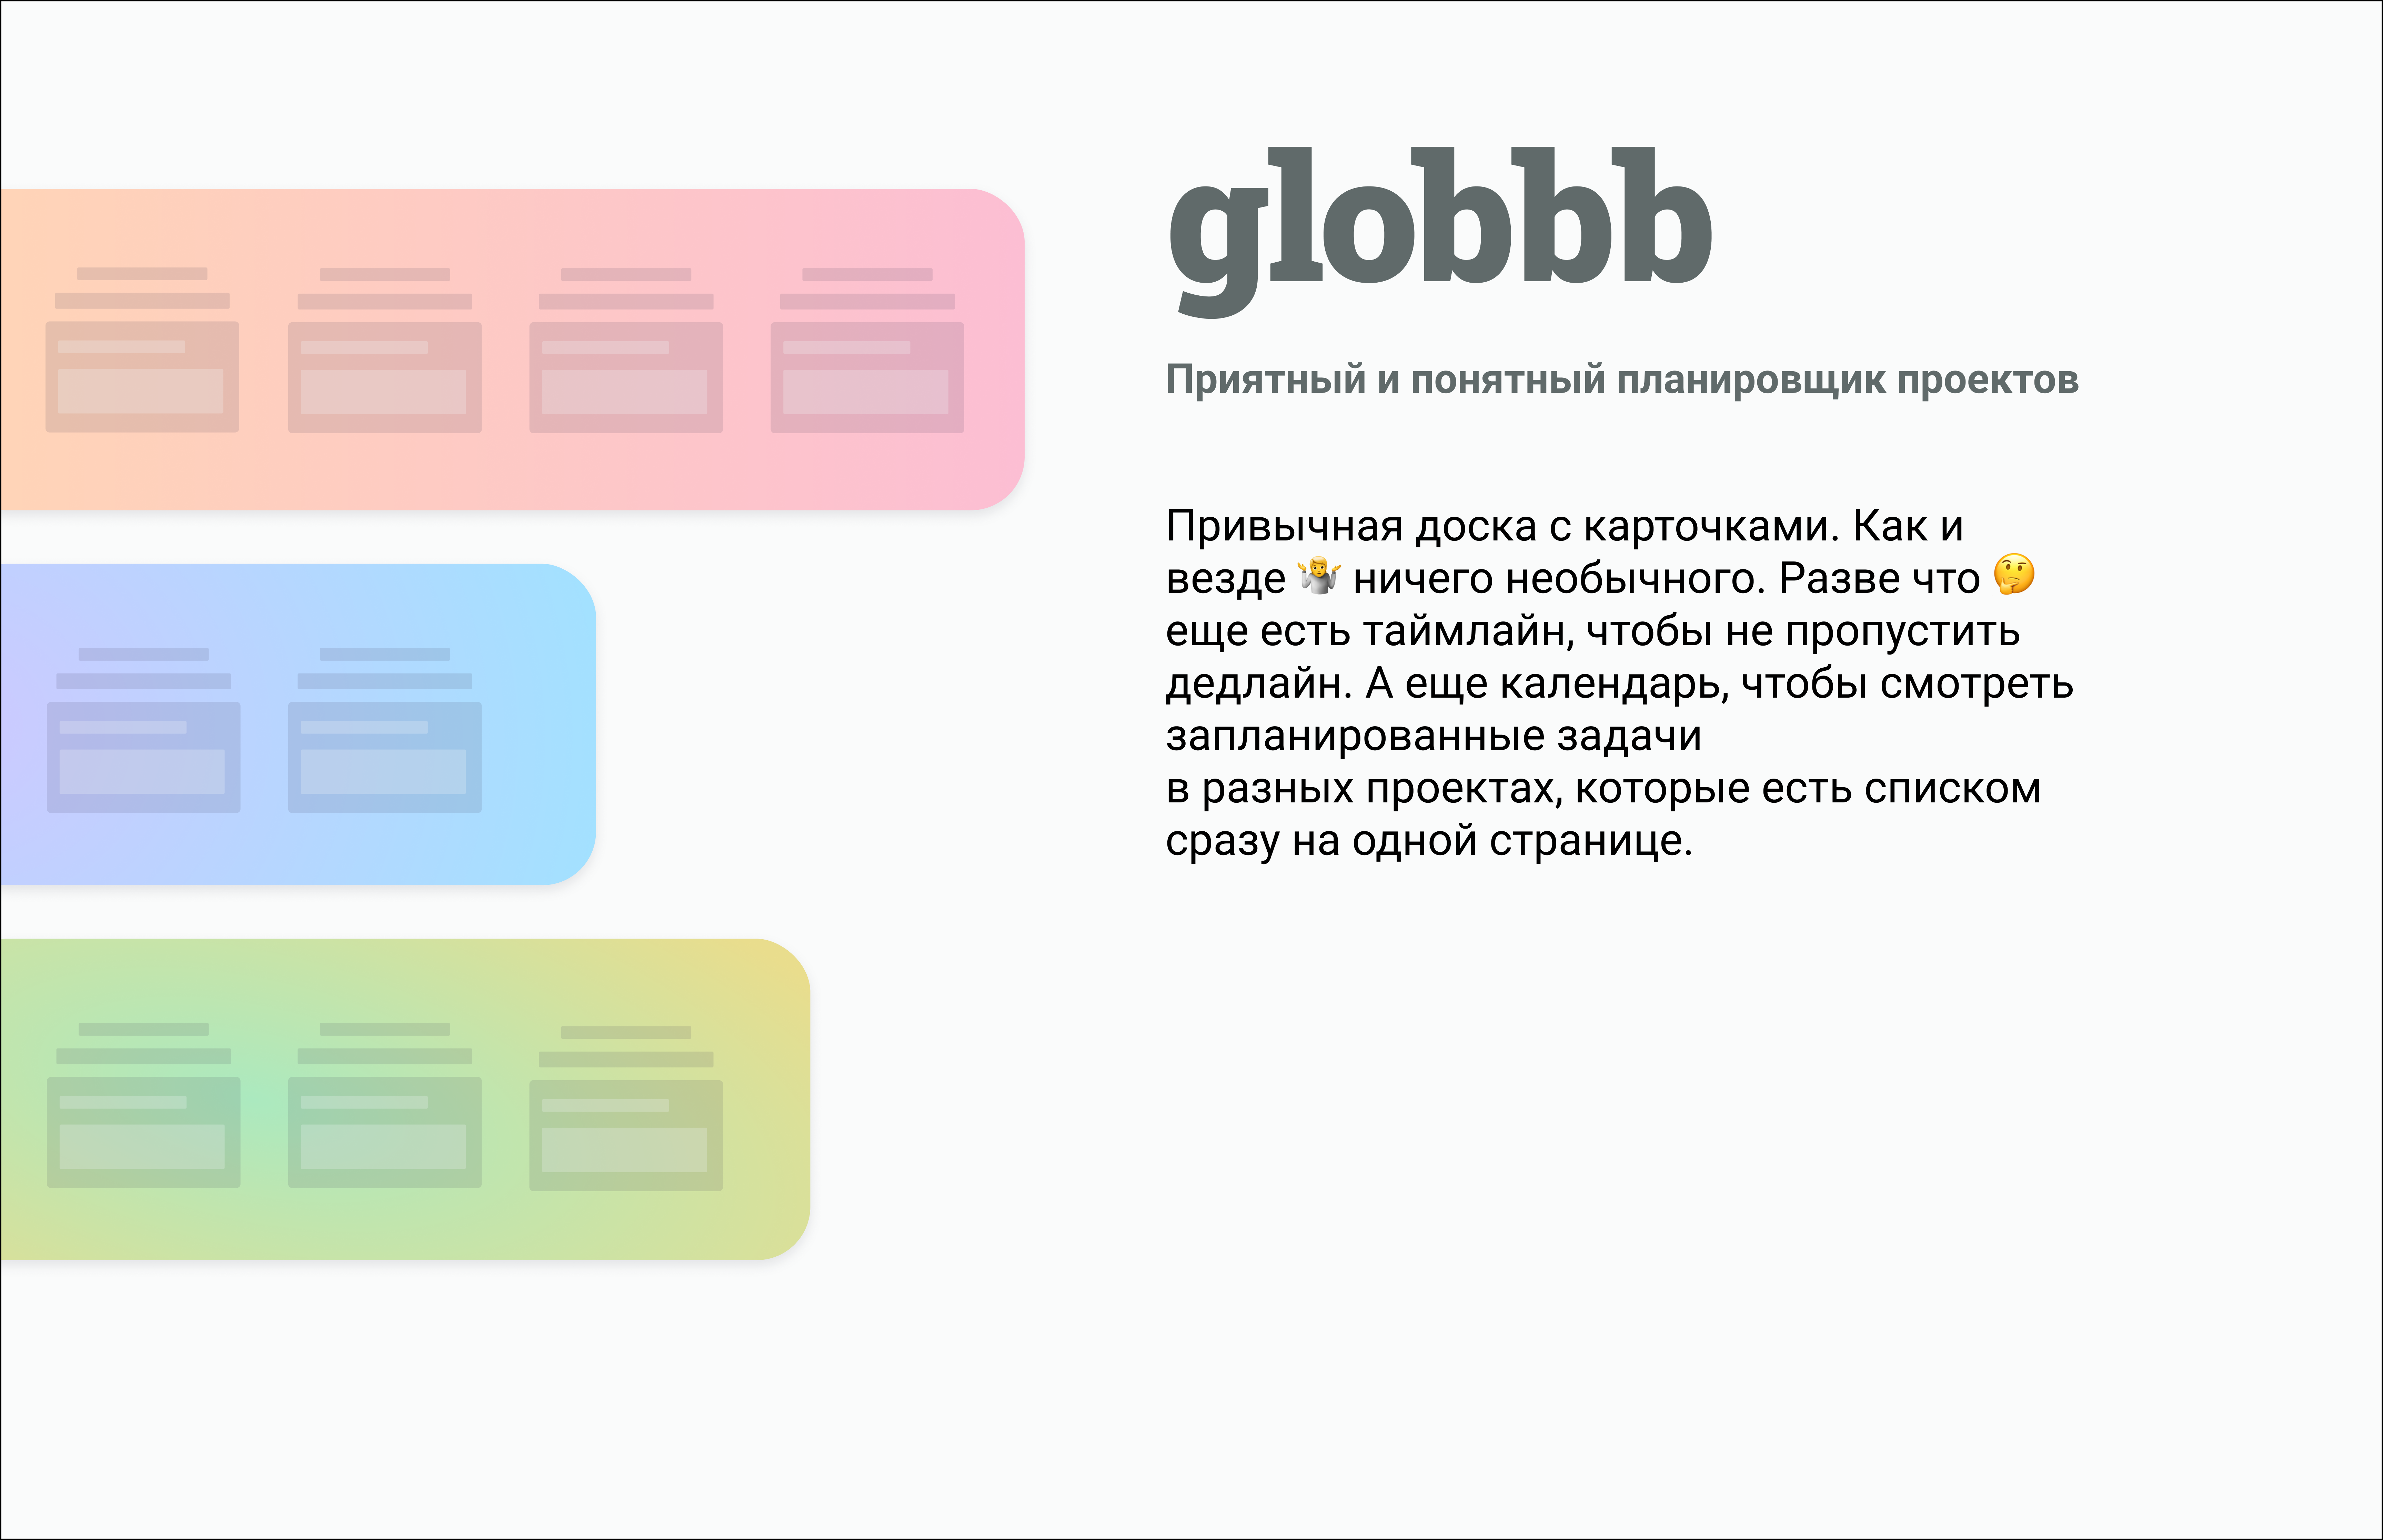 globbb
Приятный и понятный планировщик проектов
Привычная доска с карточками. Как и
везде 🤷‍♂️ ничего необычного. Разве что 🤔
еще есть таймлайн, чтобы не пропустить
дедлайн. А еще календарь, чтобы смотреть
запланированные задачи
в разных проектах, которые есть списком
сразу на одной странице.